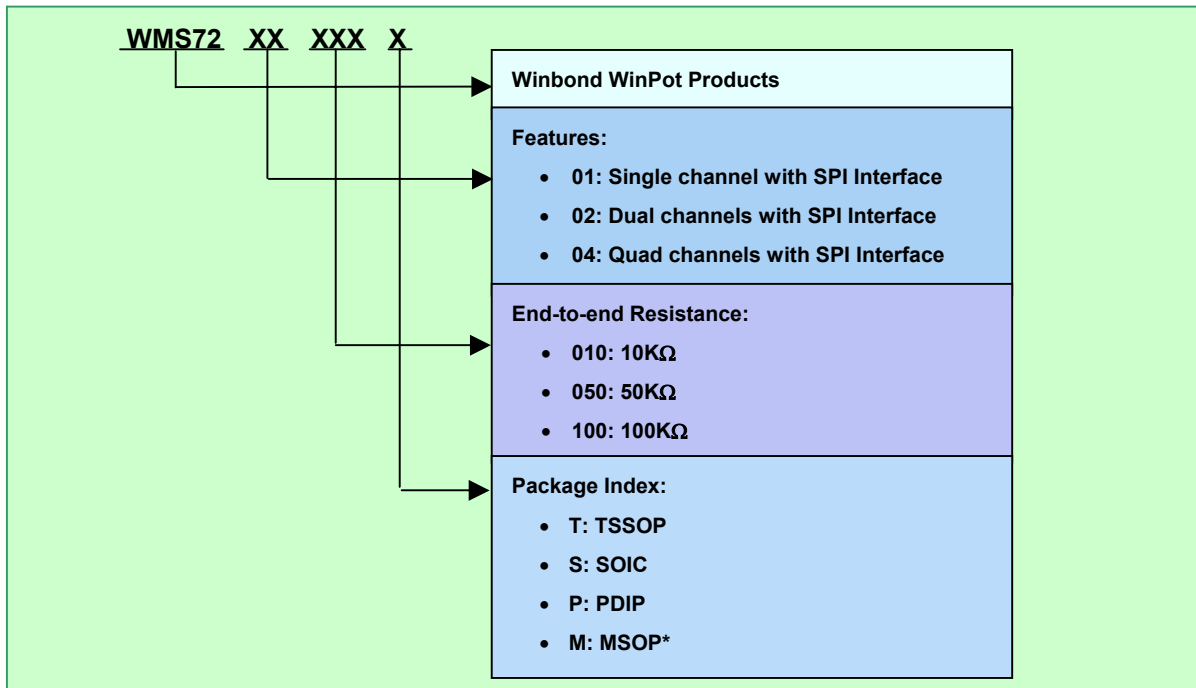 WMS72 XX XXX X
Winbond WinPot Products
Features:
• 01: Single channel with SPI Interface
• 02: Dual channels with SPI Interface
• 04: Quad channels with SPI Interface
End-to-end Resistance:
• 010: 10KΩ
• 050: 50KΩ
• 100: 100KΩ
Package Index:
• T: TSSOP
• S: SOIC
• P: PDIP
• M: MSOP*